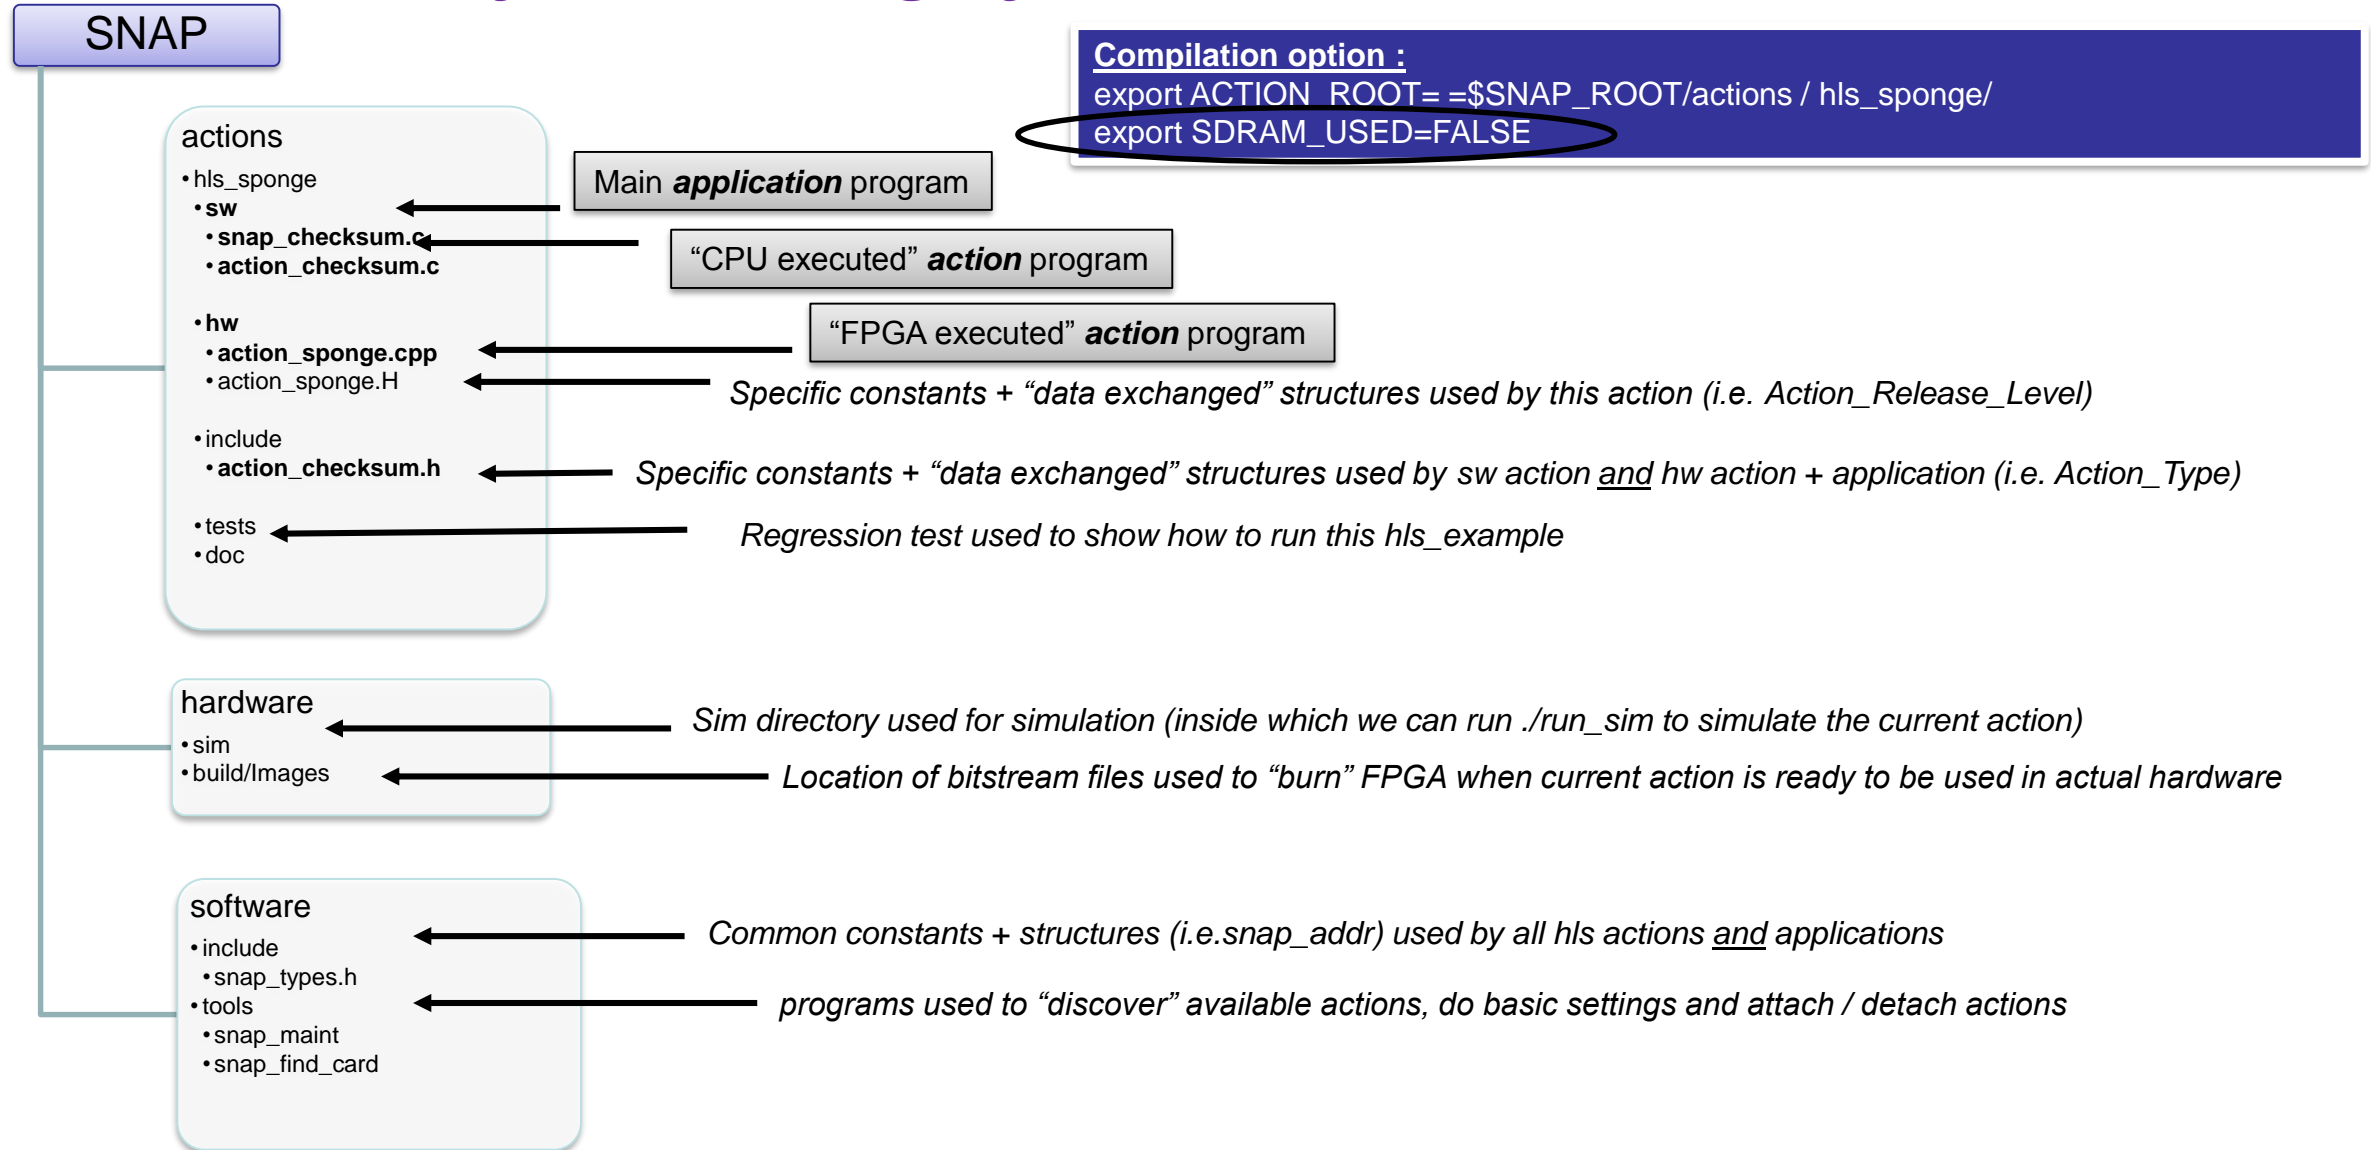 SNAP
Compilation option :
export ACTION_ROOT= =$SNAP_ROOT/actions / hls_sponge/
export SDRAM_USED=FALSE
actions
•hls_sponge
•sw
•snap_checksum.c
•action_checksum.c
•hw
•action_sponge.cpp
•action_sponge.H
•include
•action_checksum.h
•tests
•doc
Main application program
“CPU executed” action program
“FPGA executed” action program
Specific constants + “data exchanged” structures used by this action (i.e. Action_Release_Level)
Specific constants + “data exchanged” structures used by sw action and hw action + application (i.e. Action_Type)
Regression test used to show how to run this hls_example
hardware
•sim
•build/Images
Sim directory used for simulation (inside which we can run ./run_sim to simulate the current action)
Location of bitstream files used to “burn” FPGA when current action is ready to be used in actual hardware
software
•include
•snap_types.h
•tools
•snap_maint
•snap_find_card
Common constants + structures (i.e.snap_addr) used by all hls actions and applications
programs used to “discover” available actions, do basic settings and attach / detach actions